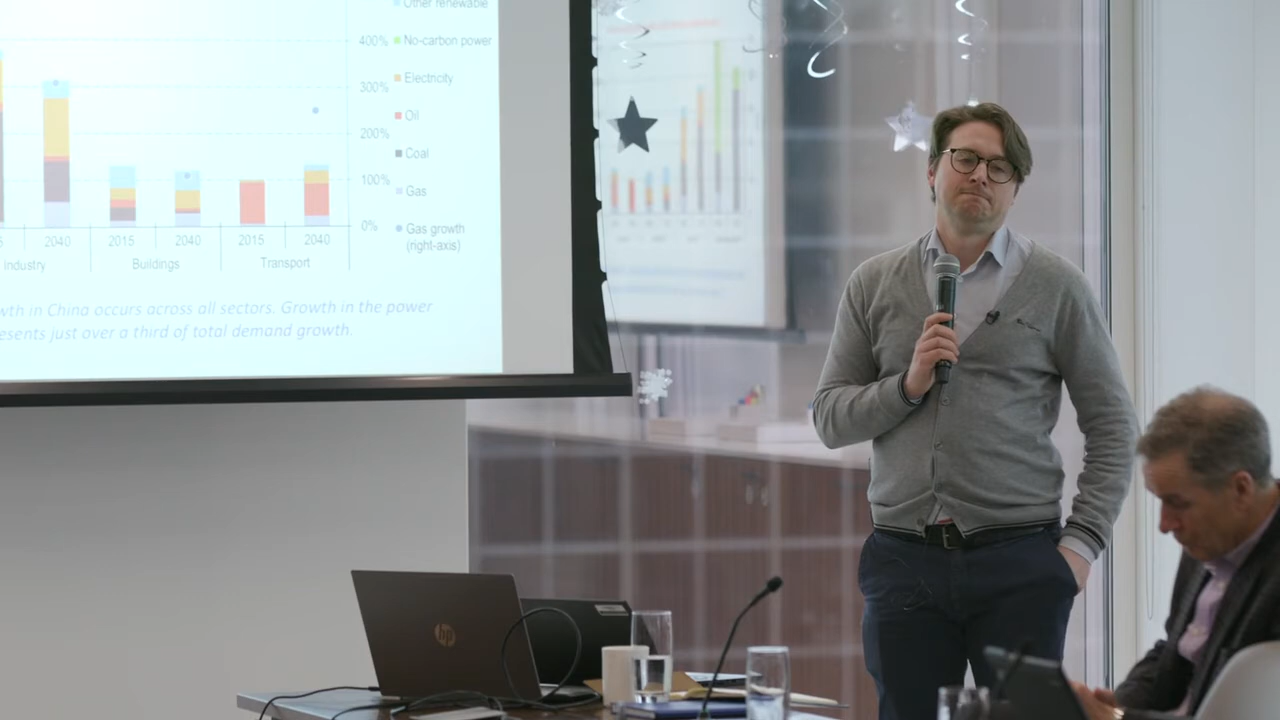 Other renewable
400%
No-carbon power
300%
Electricity
Oil
200%
Coal
100%
Gas
0%
Gas growth
(right-axis)
2040
2015
2040
2015
2040
Industry
Buildings
Transport
in China occurs across all sectors. Growth in the power
just over a third of total demand growth.
hp